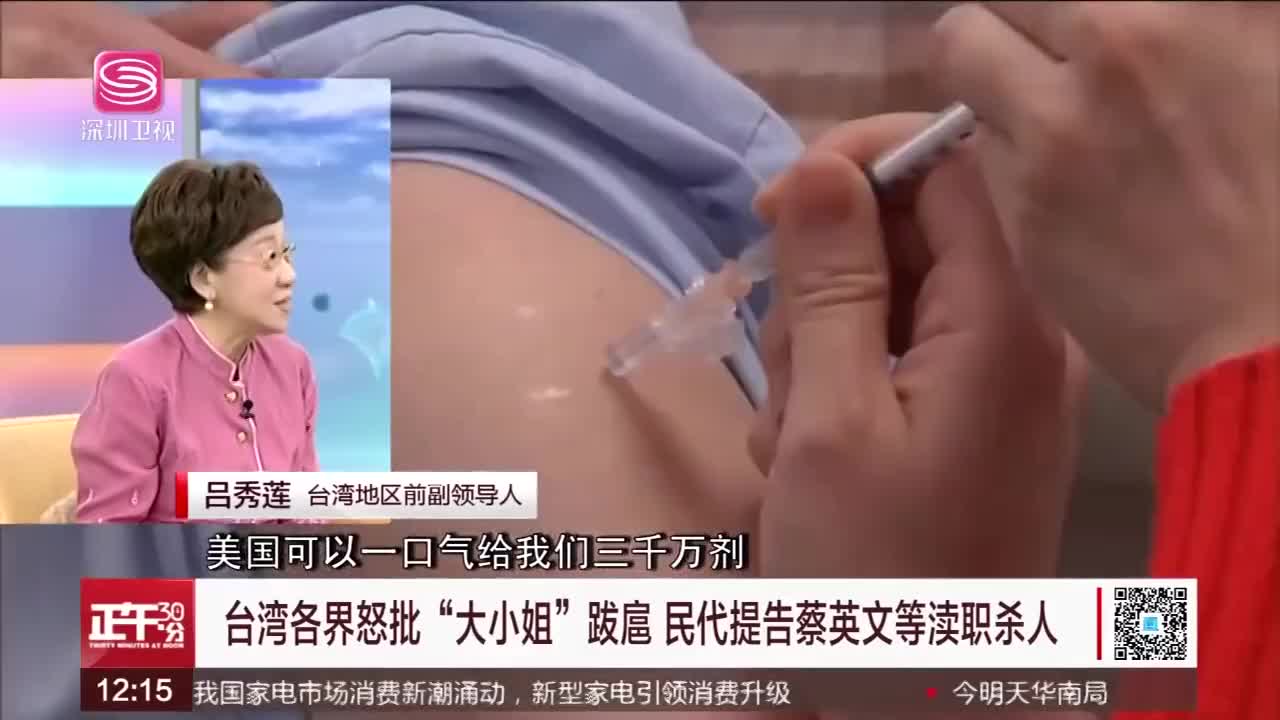 深圳卫视
吕秀莲 台湾地区前副领导人
美国可以一口气给我们三千万剂
正午30分
THIRTY MINUTES AT NOON
台湾各界怒批“大小姐”跋扈 民代提告蔡英文等渎职杀人
12:15 我国家电市场消费新潮涌动，新型家电引领消费升级 今明天华南局